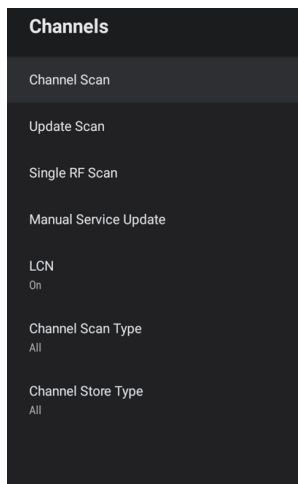 Channels
Channel Scan
Update Scan
Single RF Scan
Manual Service Update
LCN
On
Channel Scan Type
All
Channel Store Type
All